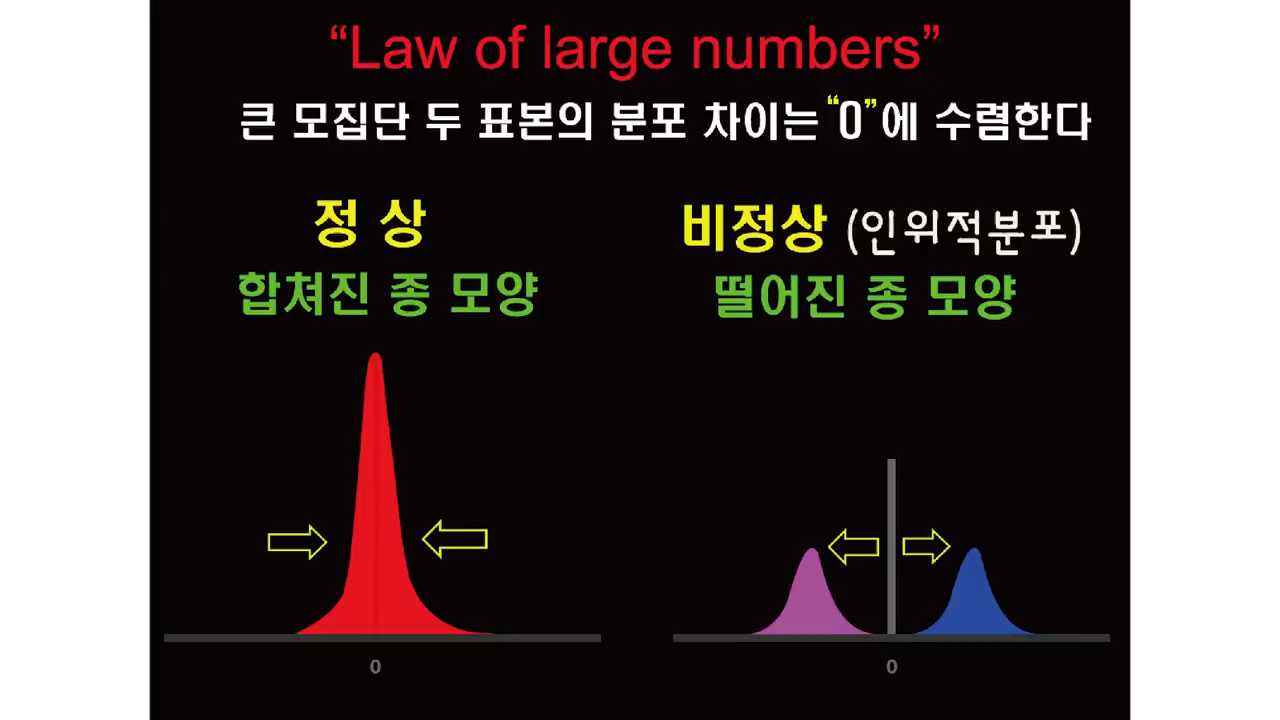 “Law of large numbers”
큰 모집단 두 표본의 분포 차이는 “0”에 수렴한다
정 상
비정상 (인위적분포)
합쳐진 종 모양
떨어진 종 모양
0
0